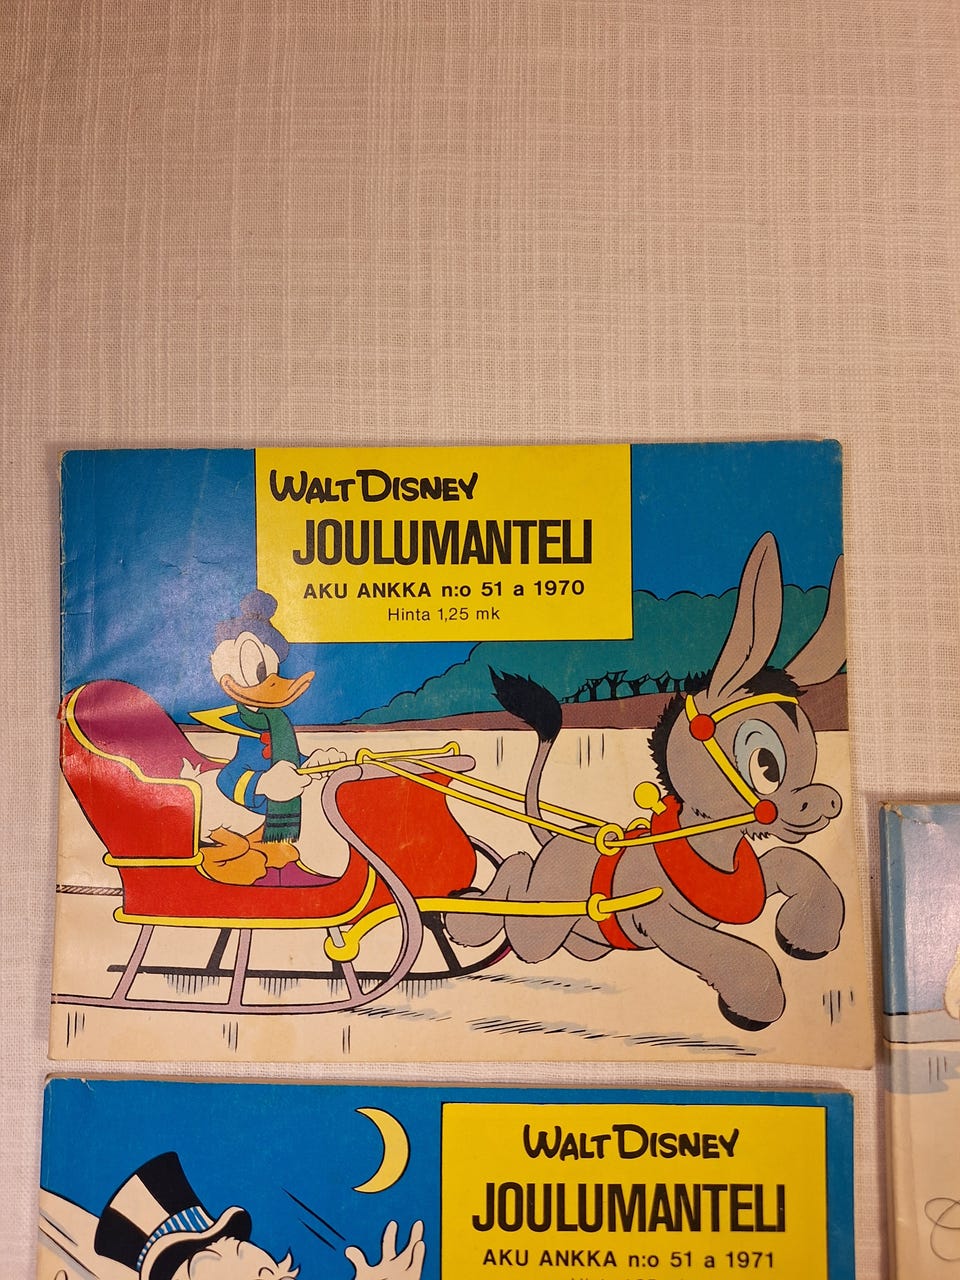 WALT DISNEY
JOULUMANTELI
AKU ANKKA n:o 51 a 1970
Hinta 1,25 mk
WALT DISNEY
JOULUMANTELI
AKU ANKKA n:o 51 a 1971